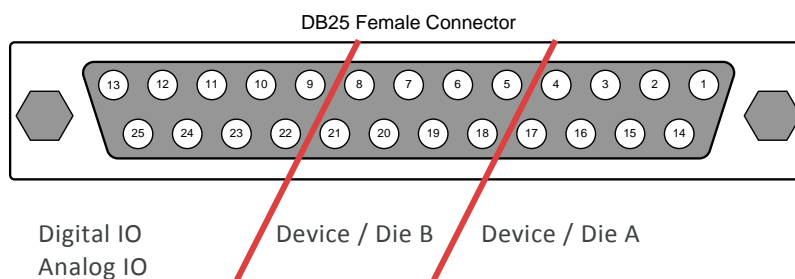 DB25 Female Connector
13 12 11 10 9 8 7 6 5 4 3 2 1
25 24 23 22 21 20 19 18 17 16 15 14
Digital IO Device / Die B Device / Die A
Analog IO